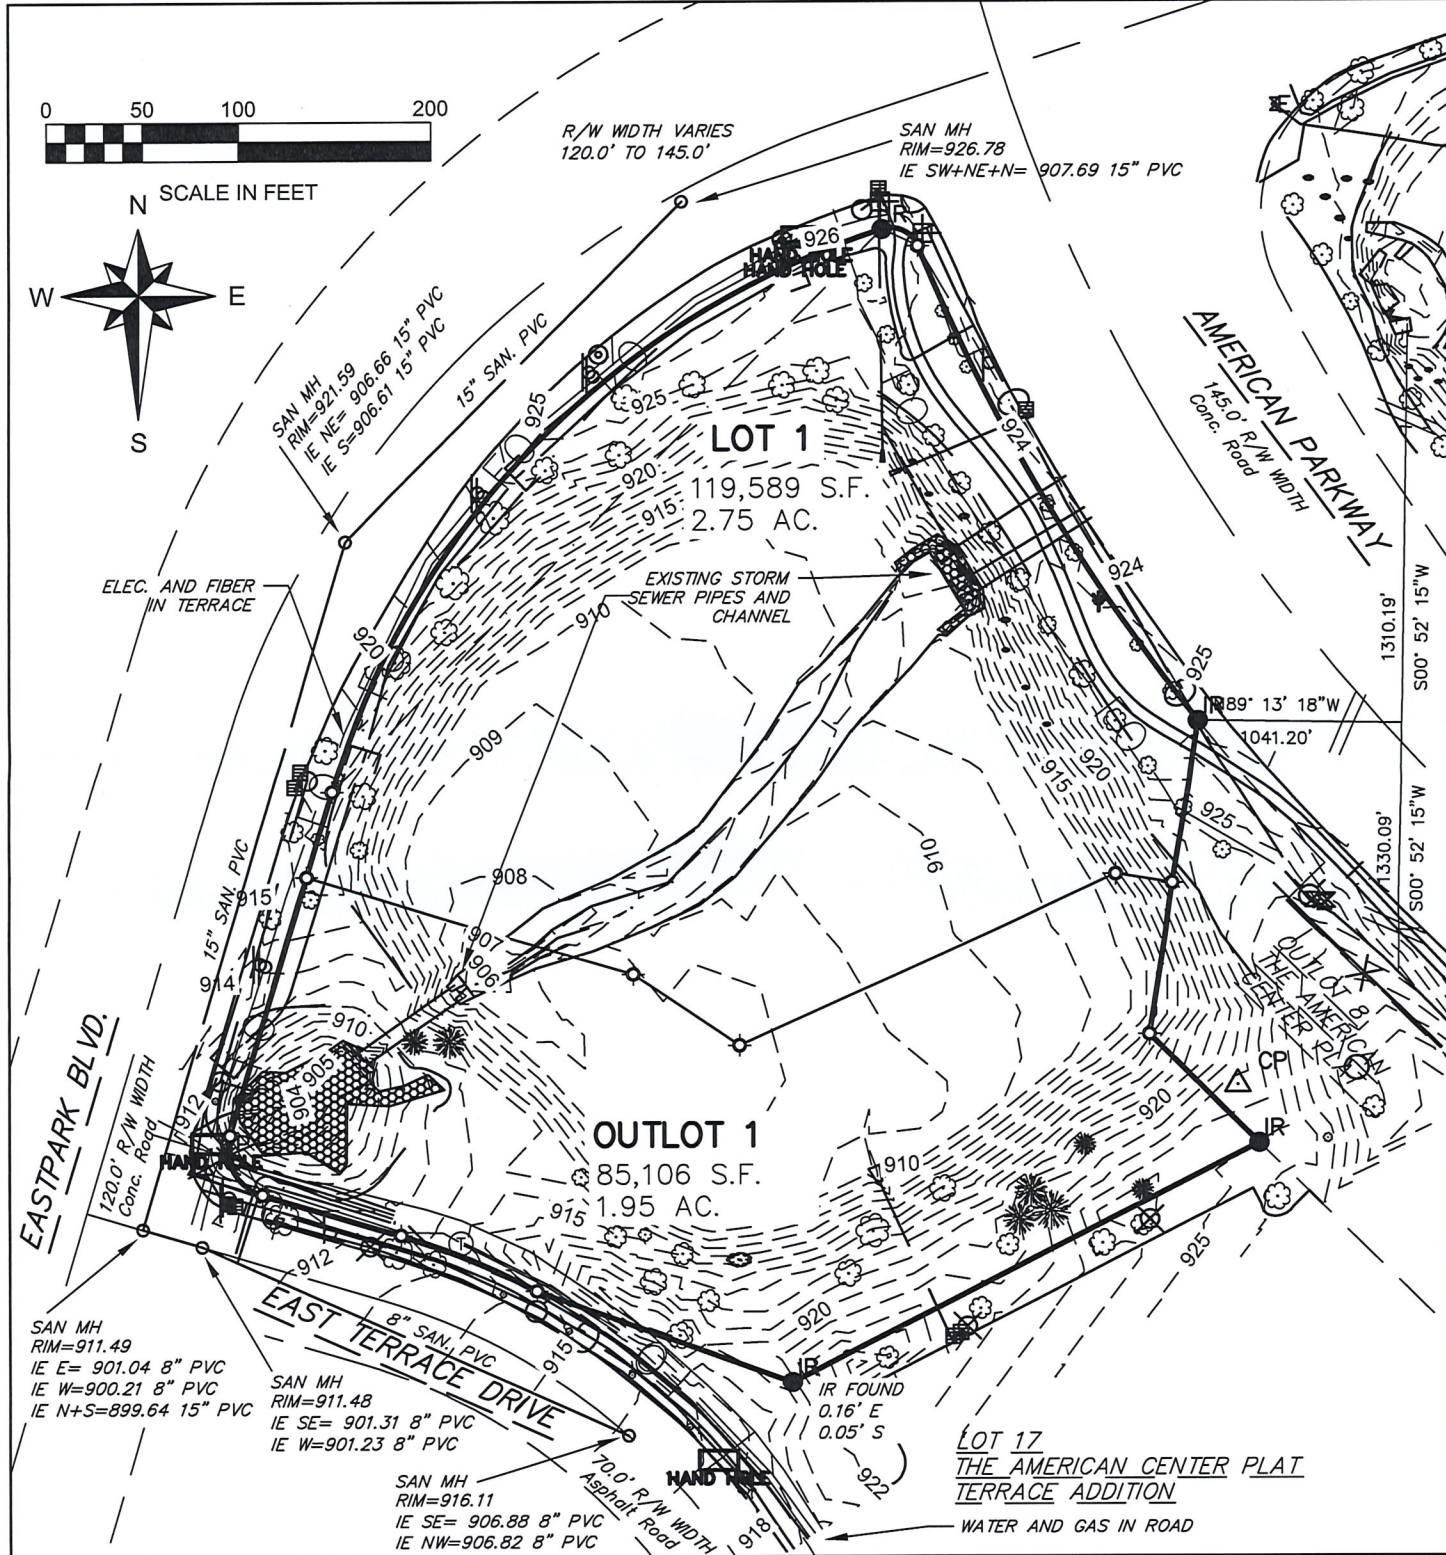 0 50 100 200
SCALE IN FEET
N
W E
S
R/W WIDTH VARIES
120.0' TO 145.0'
SAN MH
RIM=926.78
IE SW+NE+N= 907.69 15" PVC
SAN MH
RIM=921.59
IE NE= 906.66 15" PVC
IE S=906.61 15" PVC
15" SAN. PVC
926
HAND HOLE
HAND HOLE
IR
AMERICAN PARKWAY
145.0' R/W WIDTH
Conc. Road
925
925
920
915
910
924
924
LOT 1
119,589 S.F.
2.75 AC.
ELEC. AND FIBER
IN TERRACE
EXISTING STORM
SEWER PIPES AND
CHANNEL
920
909
908
907
906
910
915
920
925
925
IR
89° 13' 18"W
1041.20'
1310.19'
S00° 52' 15"W
1330.09'
S00° 52' 15"W
15" SAN. PVC
915
914
910
905
904
912
OUTLOT 8
THE AMERICAN
CENTER PLAT
CP
920
IR
EASTPARK BLVD.
120.0' R/W WIDTH
Conc. Road
HAND HOLE
OUTLOT 1
85,106 S.F.
1.95 AC.
910
915
912
920
925
EAST TERRACE DRIVE
8" SAN. PVC
915
SAN MH
RIM=911.49
IE E= 901.04 8" PVC
IE W=900.21 8" PVC
IE N+S=899.64 15" PVC
SAN MH
RIM=911.48
IE SE= 901.31 8" PVC
IE W=901.23 8" PVC
SAN MH
RIM=916.11
IE SE= 906.88 8" PVC
IE NW=906.82 8" PVC
IR
IR FOUND
0.16' E
0.05' S
922
HAND HOLE
70.0' R/W WIDTH
Asphalt Road
918
LOT 17
THE AMERICAN CENTER PLAT
TERRACE ADDITION
WATER AND GAS IN ROAD